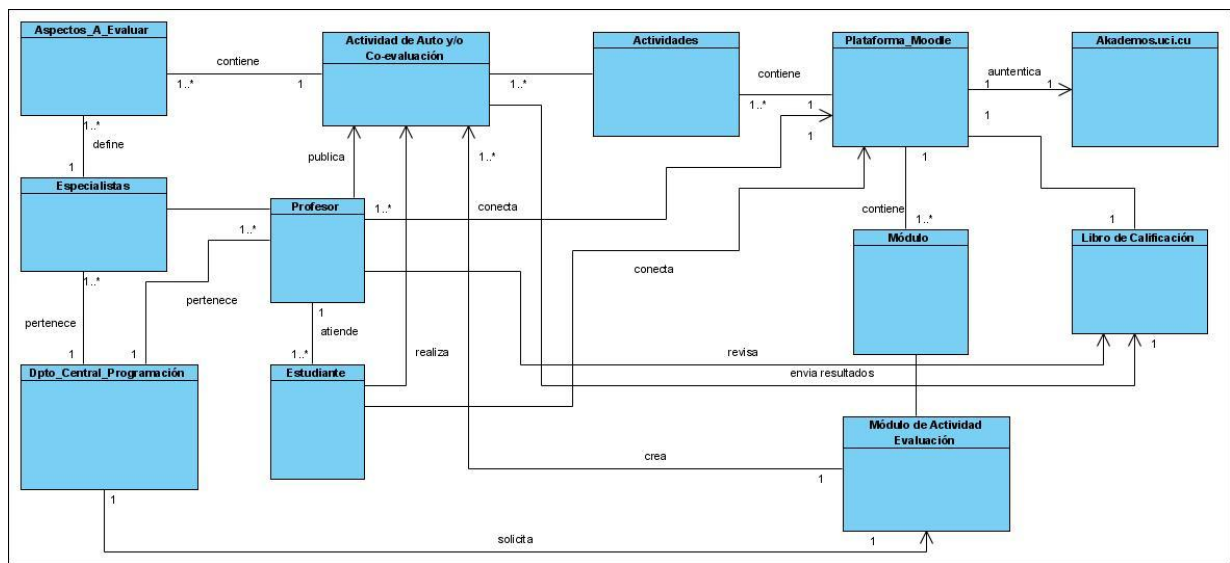 Aspectos_A_Evaluar
Actividad de Auto y/o
Co-evaluación
Actividades
Plataforma_Moodle
Akademos.uci.cu
contiene
1..*
1
1..*
contiene
1..*
1
auntentica
1
1
1..*
define
1
publica
1..*
1
1
1
Especialistas
Profesor
1..*
conecta
contiene
1..*
1
1..*
Módulo
Libro de Calificación
1..*
pertenece
conecta
pertenece
1
atiende
1
1
1..*
realiza
revisa
1
Dpto_Central_Programación
Estudiante
envia resultados
Módulo de Actividad
Evaluación
crea
1
1
solicita
1